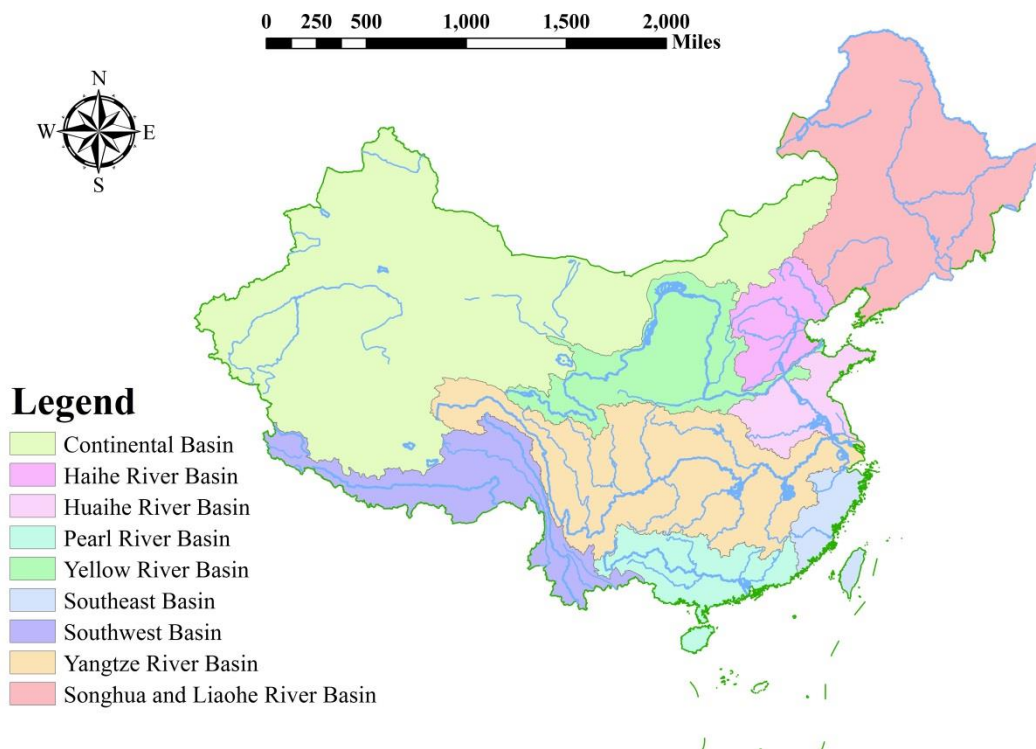 0 250 500 1,000 1,500 2,000
Miles
N
W E
S
Legend
Continental Basin
Haihe River Basin
Huaihe River Basin
Pearl River Basin
Yellow River Basin
Southeast Basin
Southwest Basin
Yangtze River Basin
Songhua and Liaohe River Basin